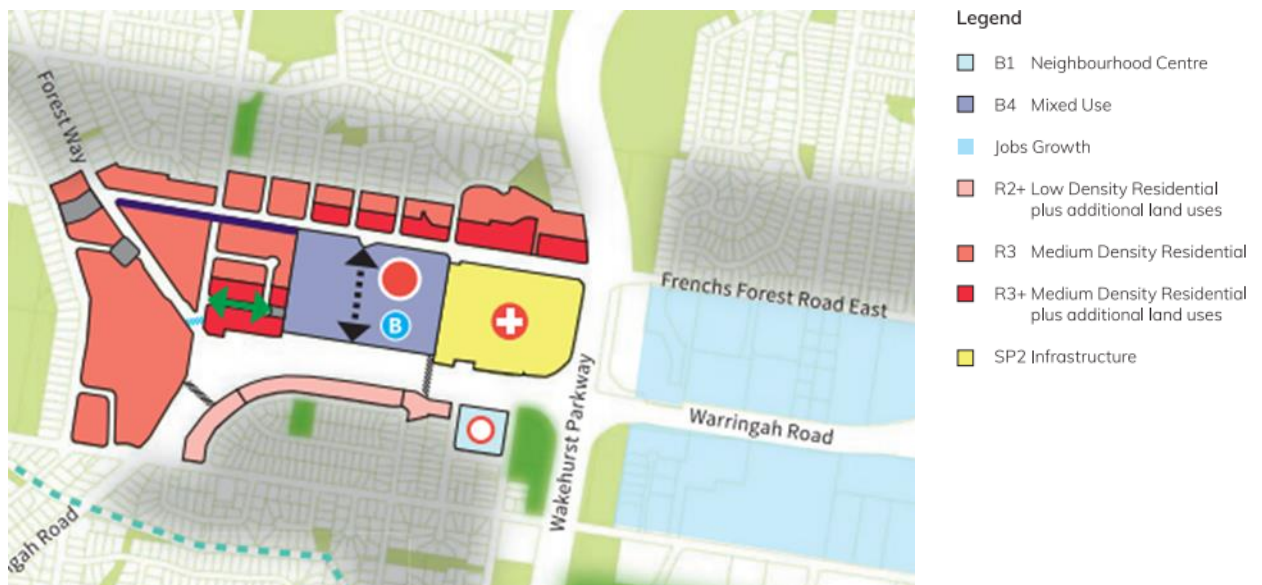 Forest Way
B
Frenchs Forest Road East
Warringah Road
Wakehurst Parkway
gah Road
Legend
B1 Neighbourhood Centre
B4 Mixed Use
Jobs Growth
R2+ Low Density Residential
plus additional land uses
R3 Medium Density Residential
R3+ Medium Density Residential
plus additional land uses
SP2 Infrastructure